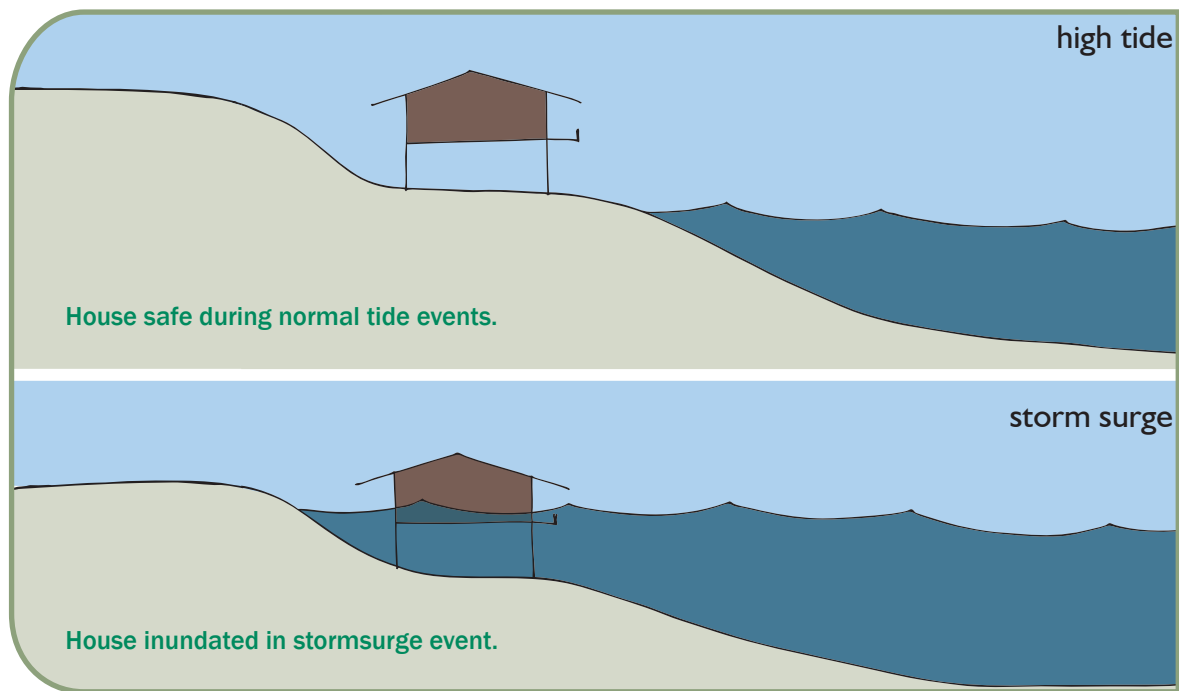 high tide
House safe during normal tide events.
storm surge
House inundated in stormsurge event.